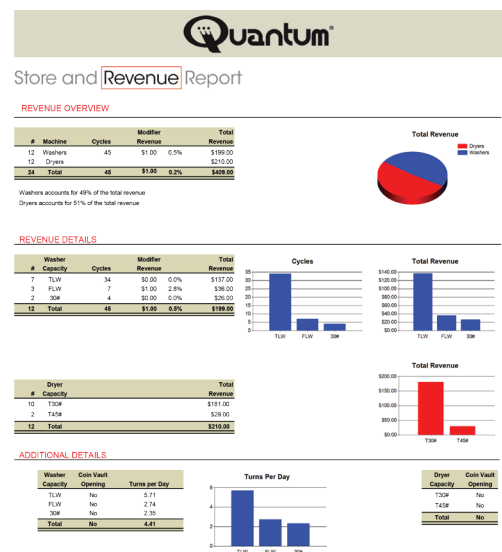 Quantum®
Store and Revenue Report
REVENUE OVERVIEW
Modifier Total
# Machine Cycles Revenue Revenue
12 Washers 45 $1.00 0.5% $199.00
12 Dryers $210.00
24 Total 45 $1.00 0.2% $409.00
Total Revenue
Dryers
Washers
Washers accounts for 49% of the total revenue
Dryers accounts for 51% of the total revenue
REVENUE DETAILS
Washer Modifier Total
# Capacity Cycles Revenue Revenue
7 TLW 34 $0.00 0.0% $137.00
3 FLW 7 $1.00 2.8% $36.00
2 30# 4 $0.00 0.0% $26.00
12 Total 45 $1.00 0.5% $199.00
Cycles
35
30
25
20
15
10
5
0
TLW FLW 30#
Total Revenue
$140.00
$120.00
$100.00
$80.00
$60.00
$40.00
$20.00
$0.00
TLW FLW 30#
Dryer Total
# Capacity Revenue
10 T30# $181.00
2 T45# $29.00
12 Total $210.00
Total Revenue
$200.00
$150.00
$100.00
$50.00
$0.00
T30# T45#
ADDITIONAL DETAILS
Washer Coin Vault
Capacity Opening Turns per Day
TLW No 5.71
FLW No 2.74
30# No 2.35
Total No 4.41
Turns Per Day
6
4
2
0
TLW FLW 30#
Dryer Coin Vault
Capacity Opening
T30# No
T45# No
Total No